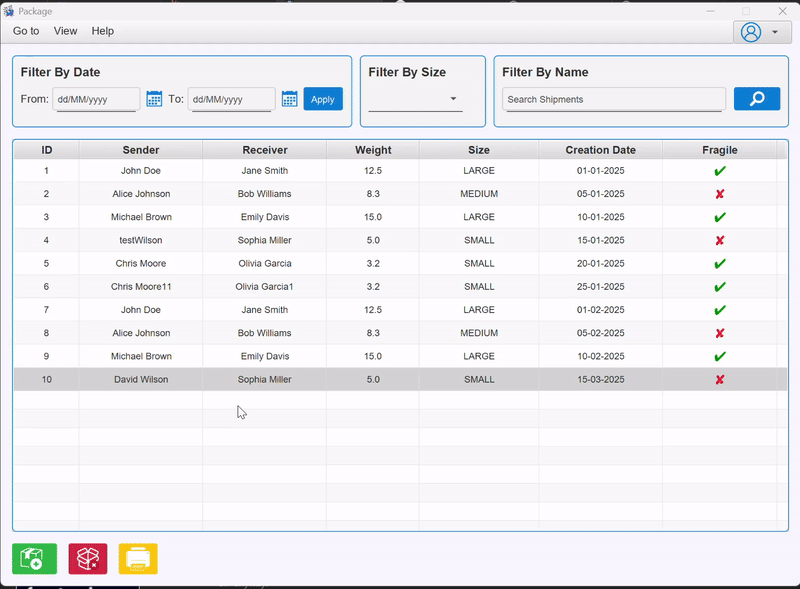 Package
Go to View Help
Filter By Date
From: dd/MM/yyyy To: dd/MM/yyyy Apply
Filter By Size
Filter By Name
Search Shipments
ID Sender Receiver Weight Size Creation Date Fragile
1 John Doe Jane Smith 12.5 LARGE 01-01-2025
2 Alice Johnson Bob Williams 8.3 MEDIUM 05-01-2025
3 Michael Brown Emily Davis 15.0 LARGE 10-01-2025
4 testWilson Sophia Miller 5.0 SMALL 15-01-2025
5 Chris Moore Olivia Garcia 3.2 SMALL 20-01-2025
6 Chris Moore11 Olivia Garcia1 3.2 SMALL 25-01-2025
7 John Doe Jane Smith 12.5 LARGE 01-02-2025
8 Alice Johnson Bob Williams 8.3 MEDIUM 05-02-2025
9 Michael Brown Emily Davis 15.0 LARGE 10-02-2025
10 David Wilson Sophia Miller 5.0 SMALL 15-03-2025